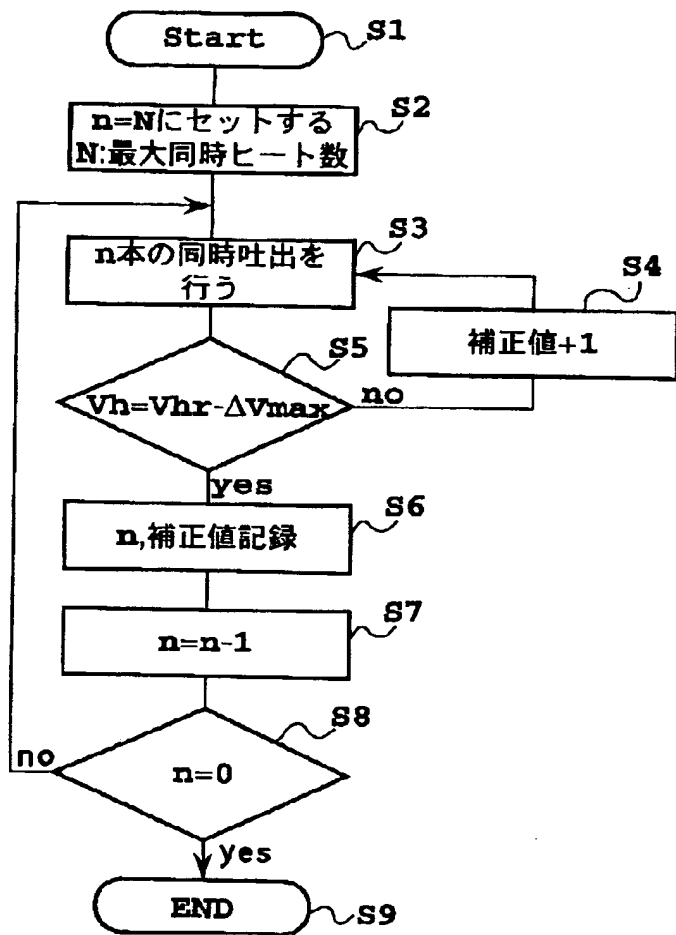 Start
S1
n=Nにセットする
N:最大同時ヒート数
S2
n本の同時吐出を
行う
S3
補正値+1
S4
Vh=Vhr-ΔVmax
S5
no
yes
n,補正値記録
S6
n=n-1
S7
n=0
S8
no
yes
END
S9